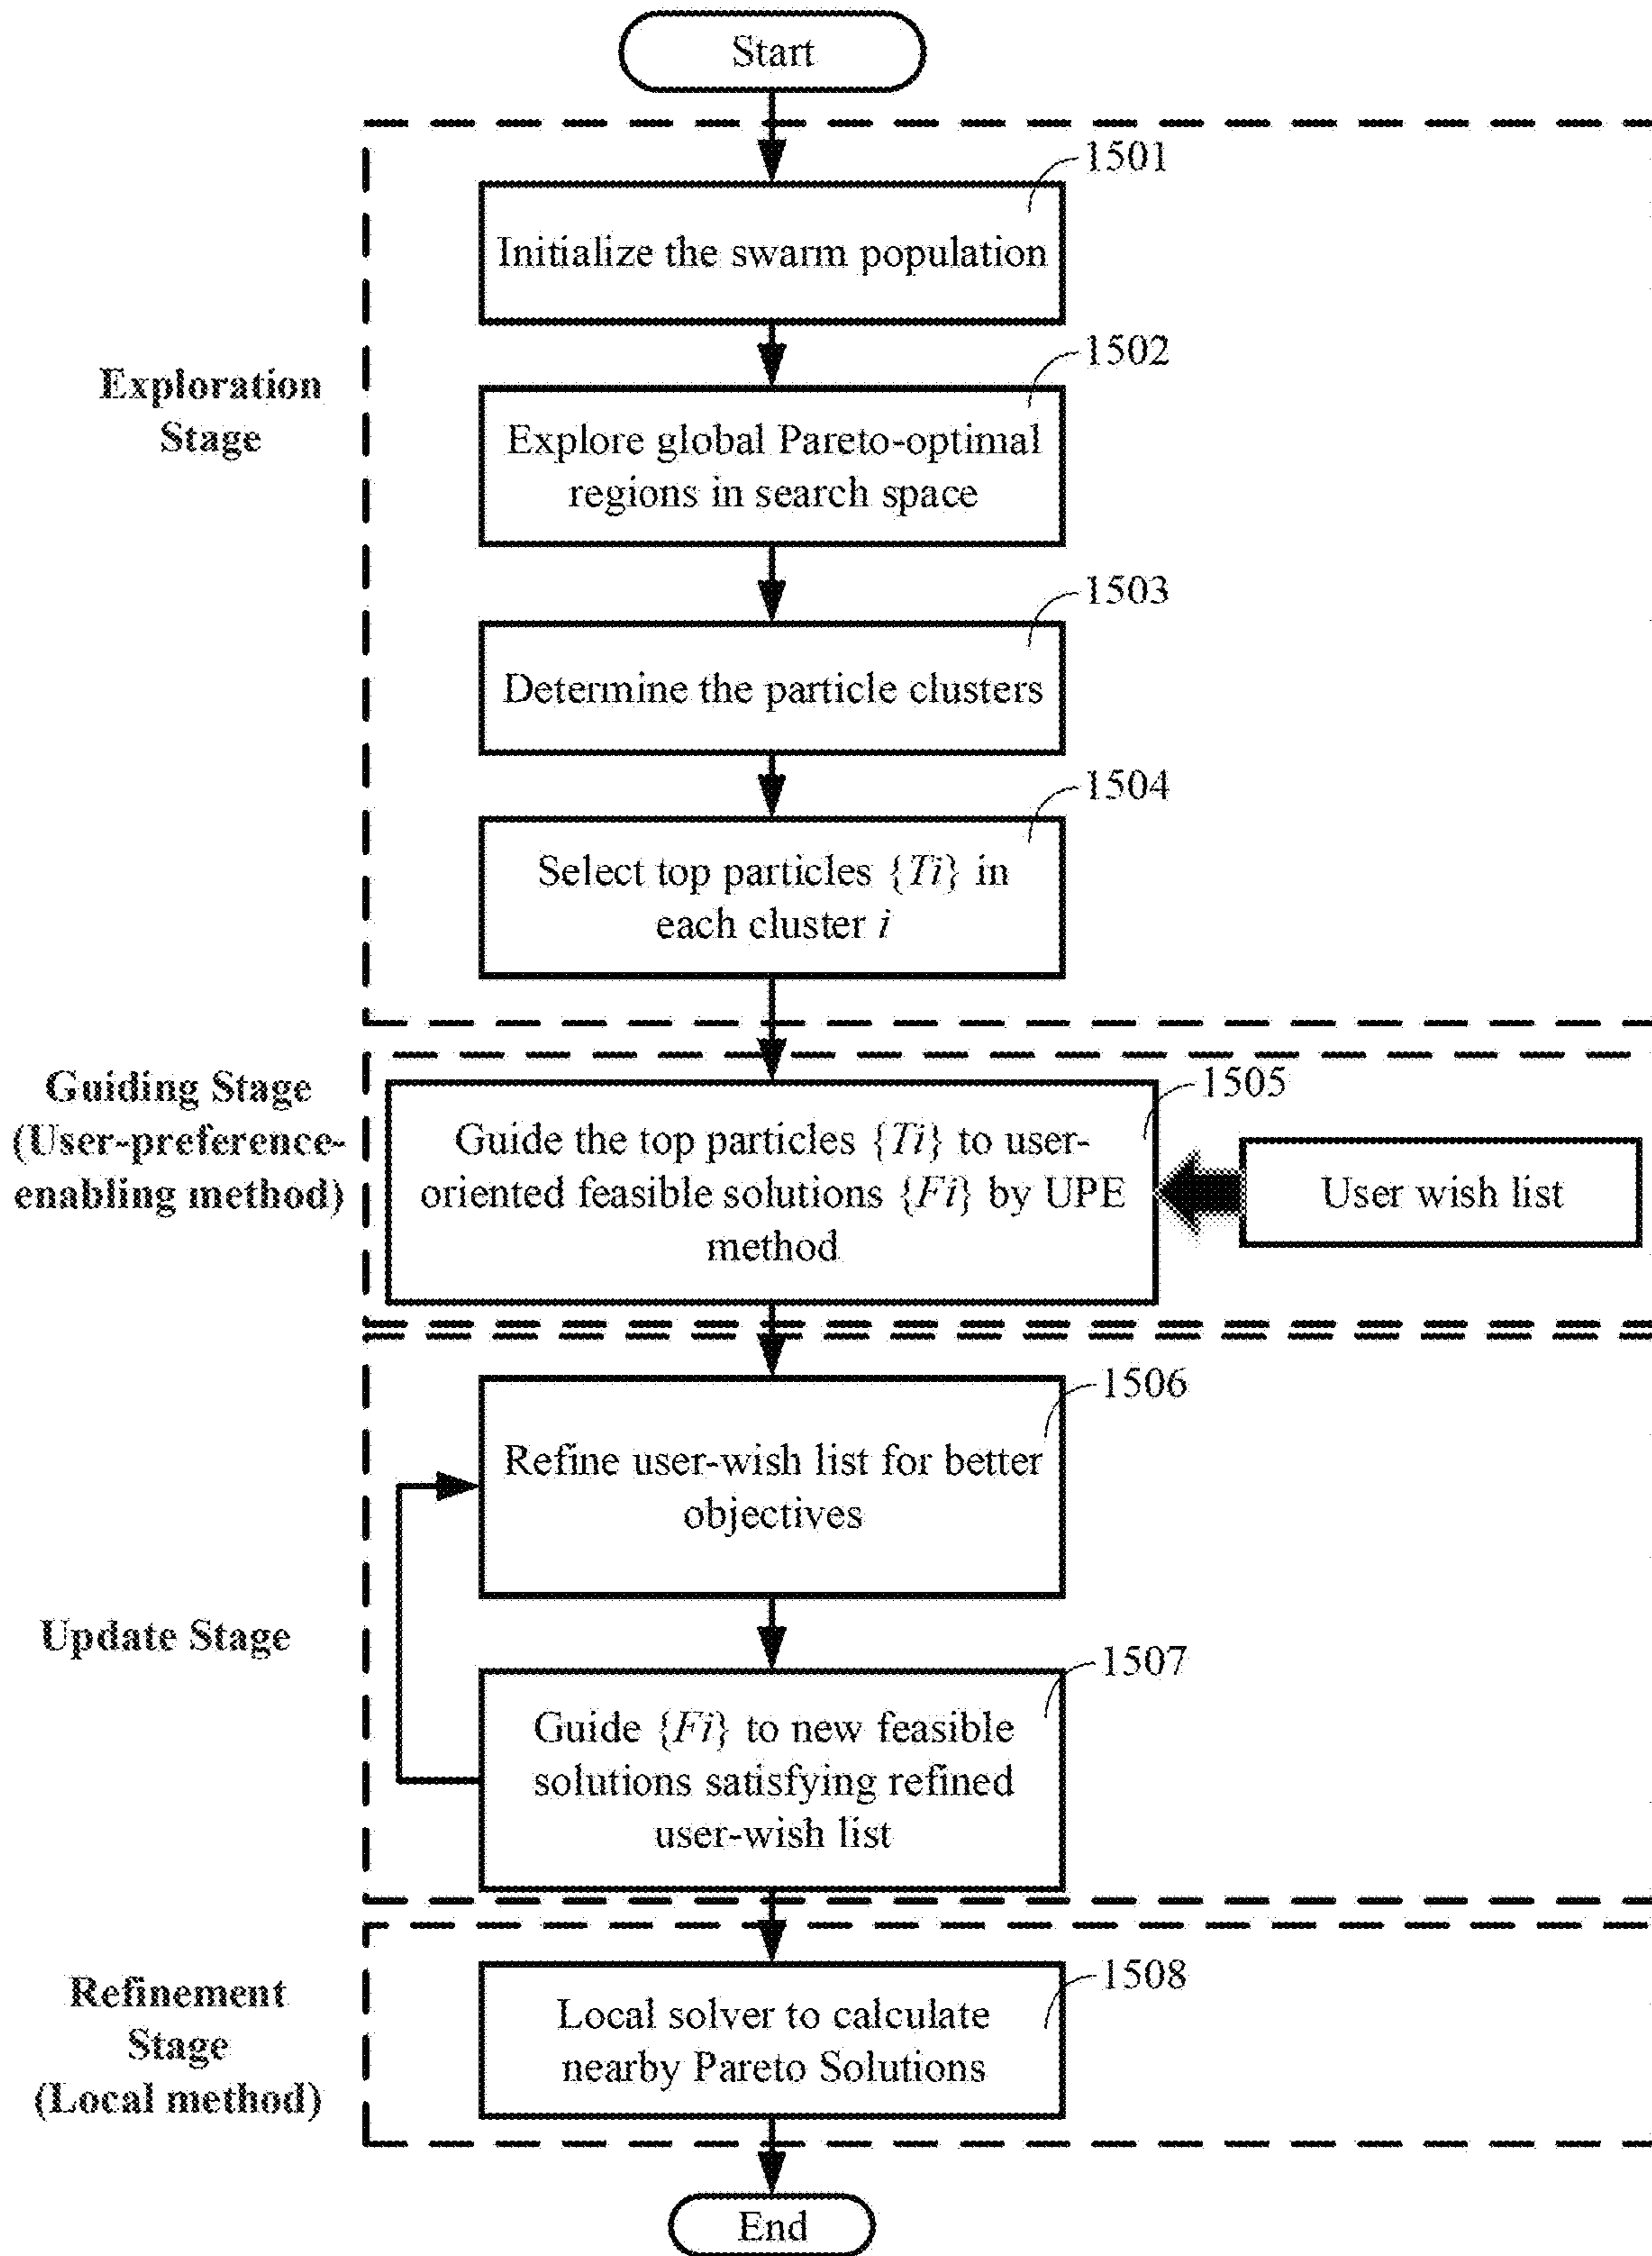 Start
1501
Initialize the swarm population
1502
Exploration
Stage
Explore global Pareto-optimal
regions in search space
1503
Determine the particle clusters
1504
Select top particles {Ti} in
each cluster i
Guiding Stage
(User-preference-
enabling method)
1505
Guide the top particles {Ti} to user-
oriented feasible solutions {Fi} by UPE
method
User wish list
1506
Refine user-wish list for better
objectives
Update Stage
1507
Guide {Fi} to new feasible
solutions satisfying refined
user-wish list
Refinement
Stage
(Local method)
1508
Local solver to calculate
nearby Pareto Solutions
End